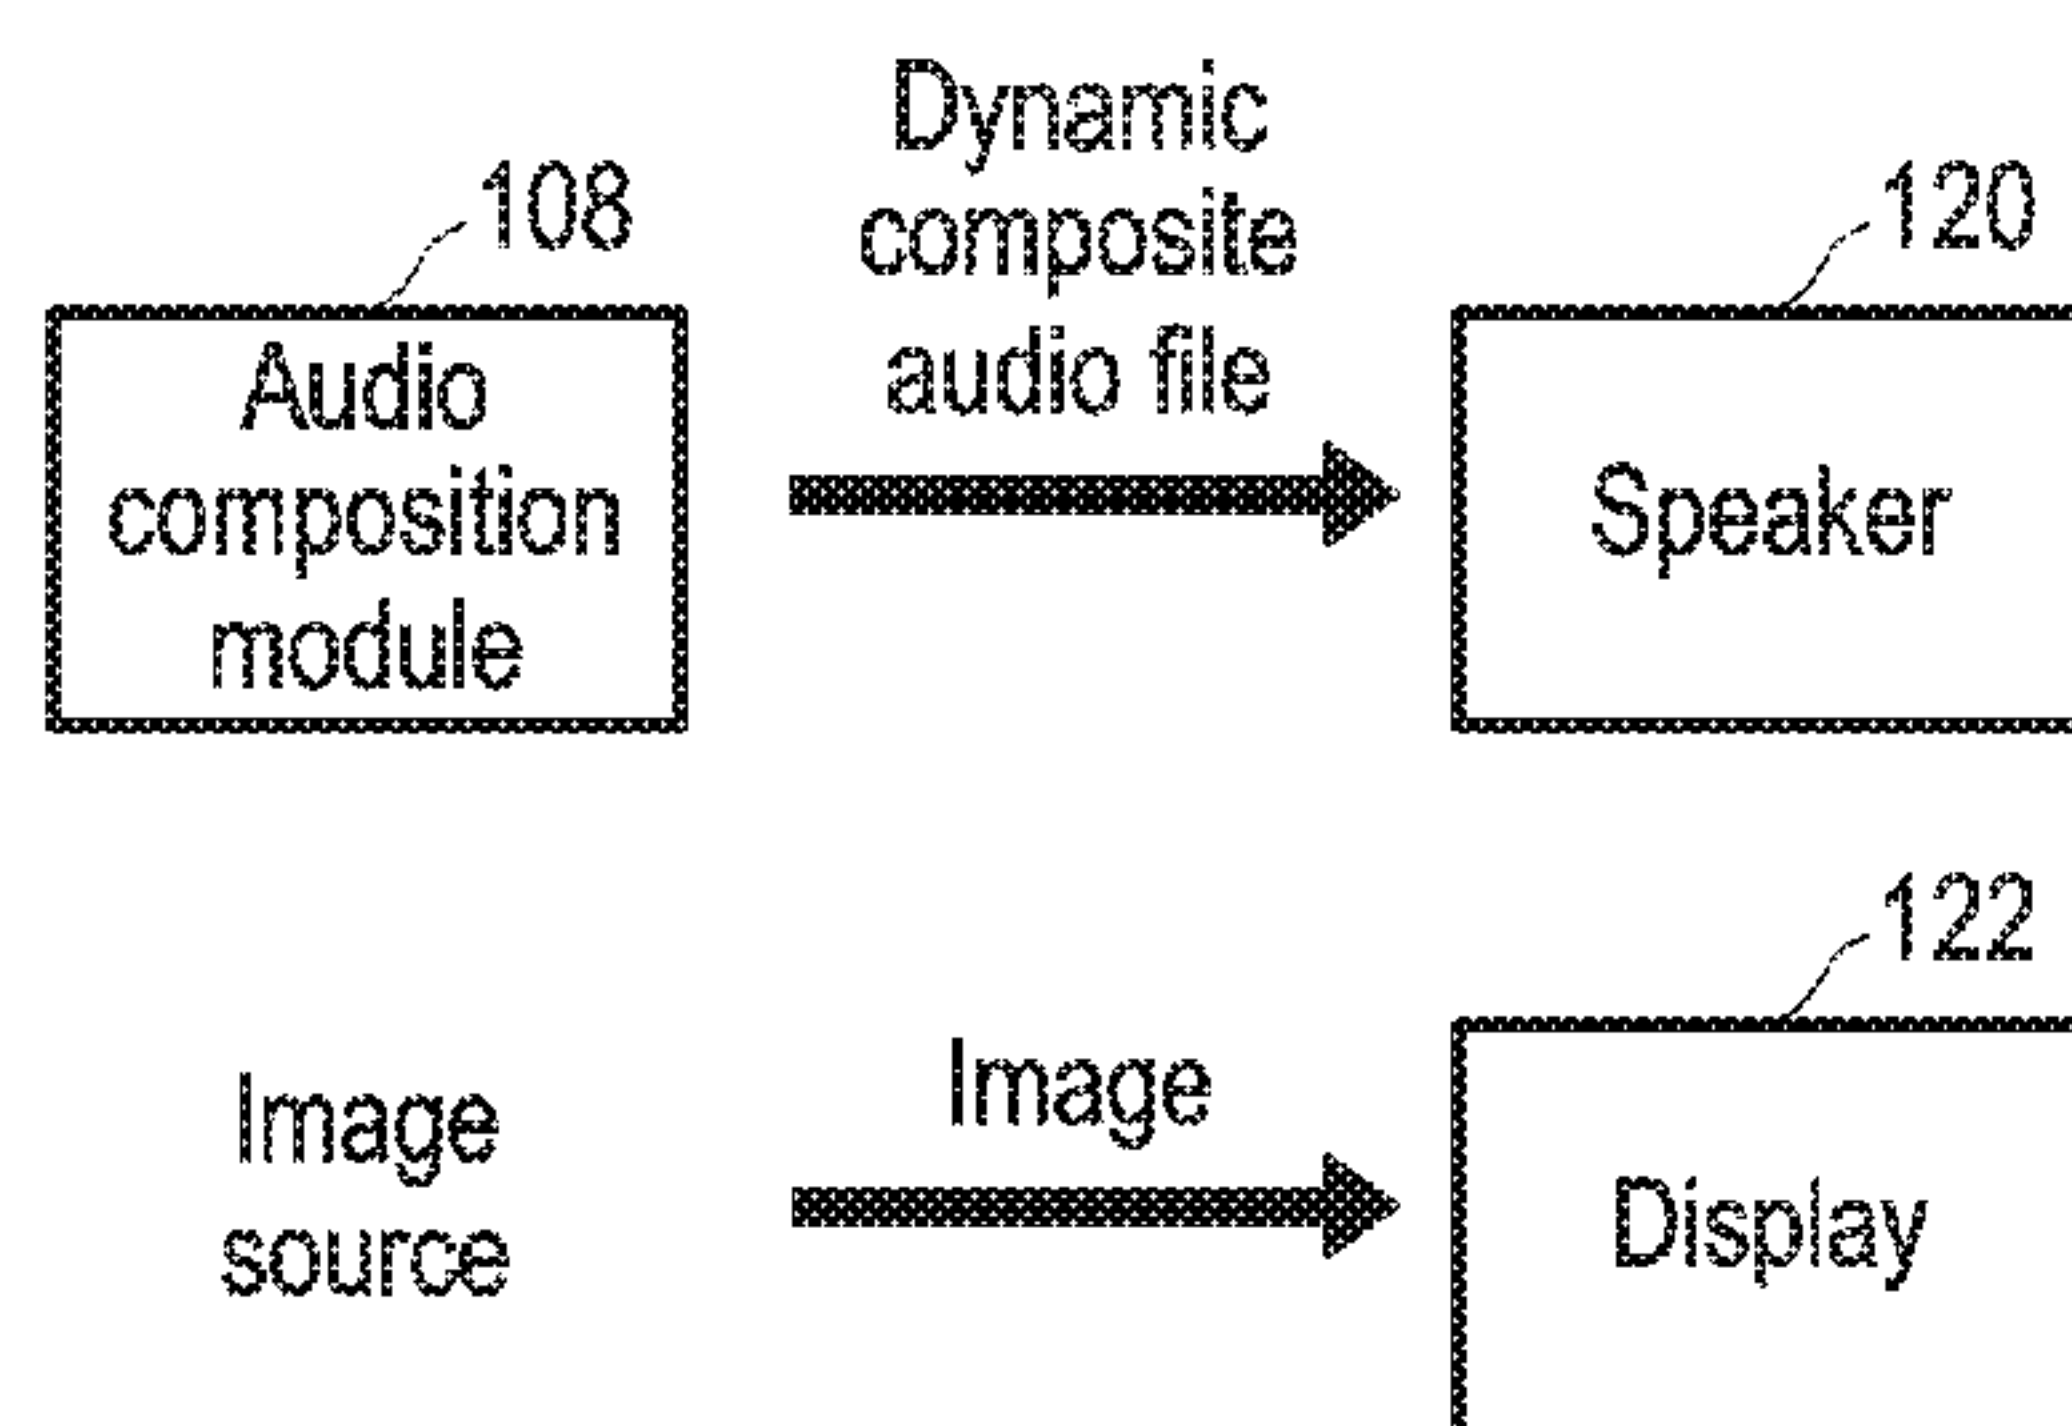 Dynamic
composite
audio file
108
120
Audio
composition
module
Speaker
122
Image
source
Image
Display